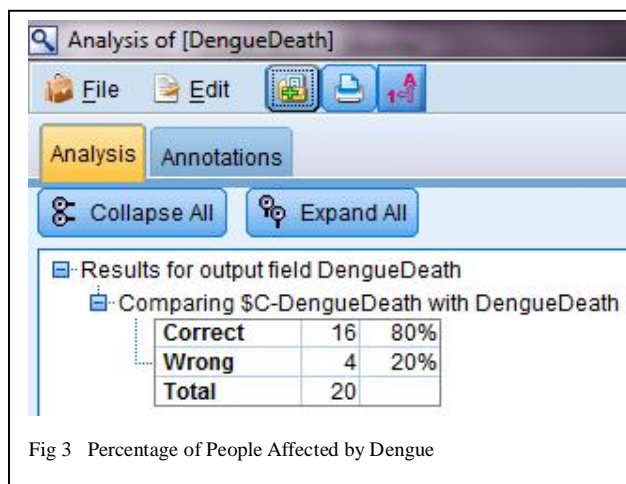 Analysis of [DengueDeath]
File Edit
Analysis Annotations
Collapse All Expand All
Results for output field DengueDeath
Comparing $C-DengueDeath with DengueDeath
Correct 16 80%
Wrong 4 20%
Total 20
Fig 3 Percentage of People Affected by Dengue